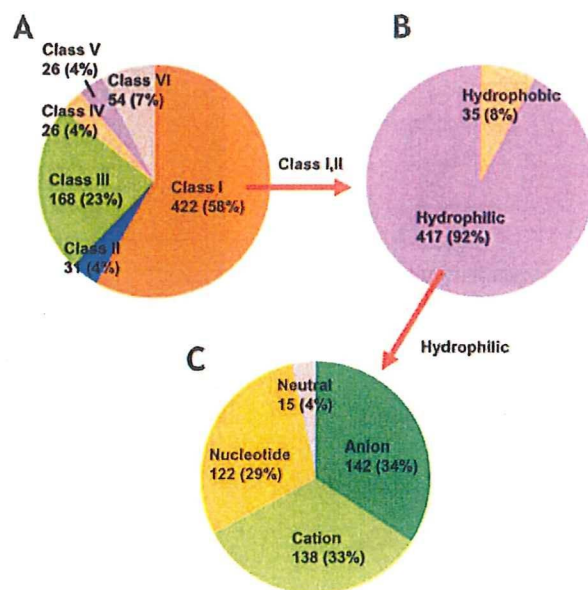 A
Class V
26 (4%)
Class VI
54 (7%)
Class IV
26 (4%)
Class III
168 (23%)
Class I
422 (58%)
Class II
31 (4%)
Class I,II
B
Hydrophobic
35 (8%)
Hydrophilic
417 (92%)
Hydrophilic
C
Neutral
15 (4%)
Anion
142 (34%)
Nucleotide
122 (29%)
Cation
138 (33%)